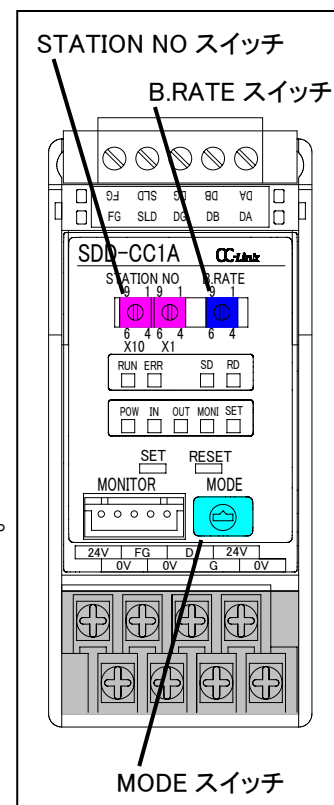 STATION NO スイッチ
B.RATE スイッチ
FG SLD DG DB DA
FG SLD DG DB DA
SDD-CC1A CC-Link
STATION NO B.RATE
9 1 9 1 9 1
6 4 6 4 6 4
X10 X1
RUN ERR SD RD
POW IN OUT MONI SET
SET RESET
MONITOR MODE
24V FG D 24V
0V 0V G 0V
MODE スイッチ
。